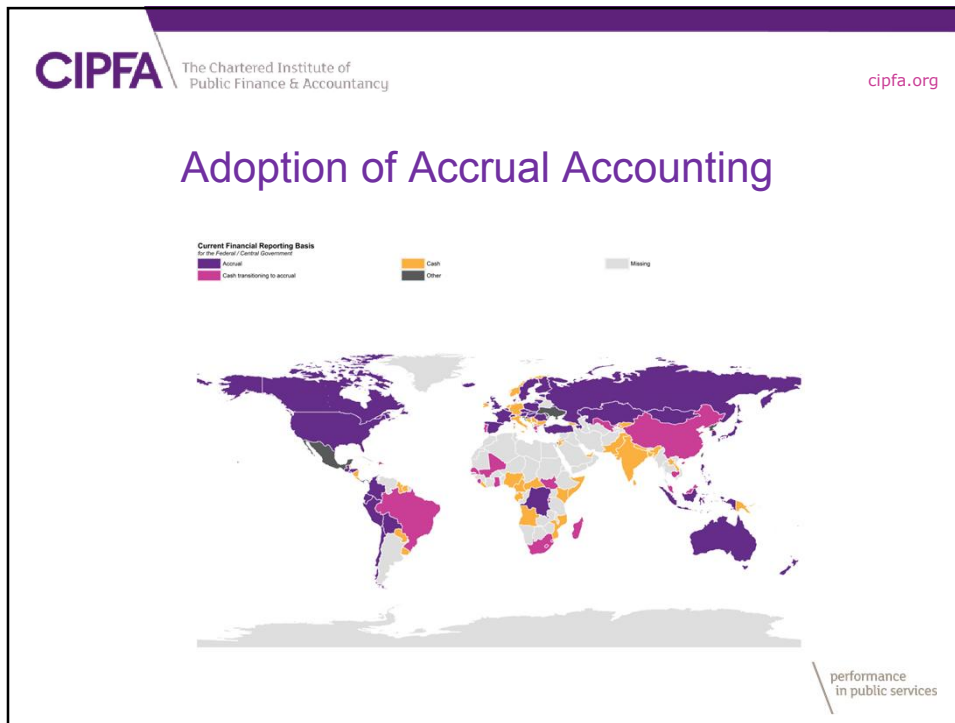 CIPFA
The Chartered Institute of
Public Finance & Accountancy
cipfa.org
Adoption of Accrual Accounting
Current Financial Reporting Basis
for the Federal / Central Government
Accrual
Cash
Missing
Cash transitioning to accrual
Other
performance
in public services